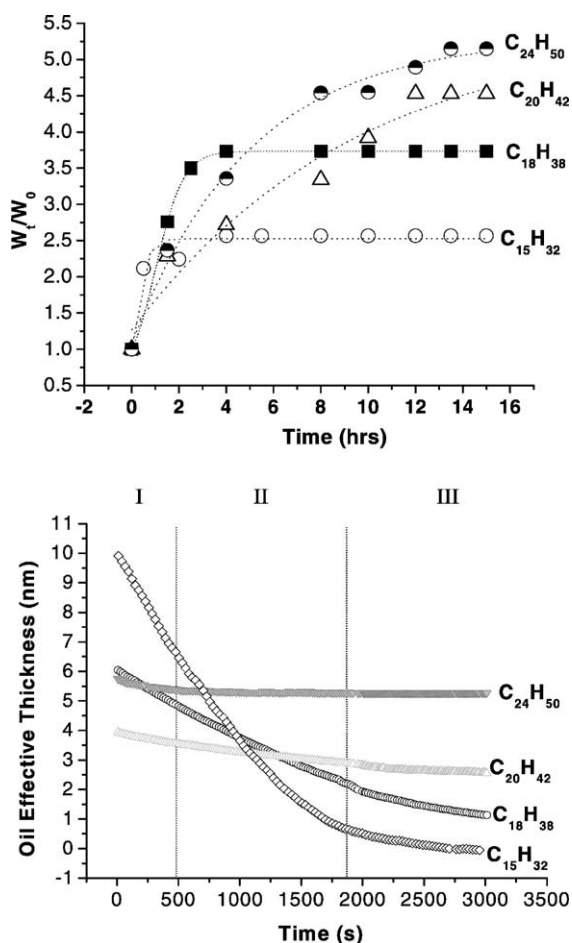 5.5
5.0
4.5
4.0
3.5
3.0
2.5
2.0
1.5
1.0
0.5
Wt/W0
C24H50
C20H42
C18H38
C15H32
-2 0 2 4 6 8 10 12 14 16
Time (hrs)
I II III
11
10
9
8
7
6
5
4
3
2
1
0
-1
Oil Effective Thickness (nm)
C24H50
C20H42
C18H38
C15H32
0 500 1000 1500 2000 2500 3000 3500
Time (s)